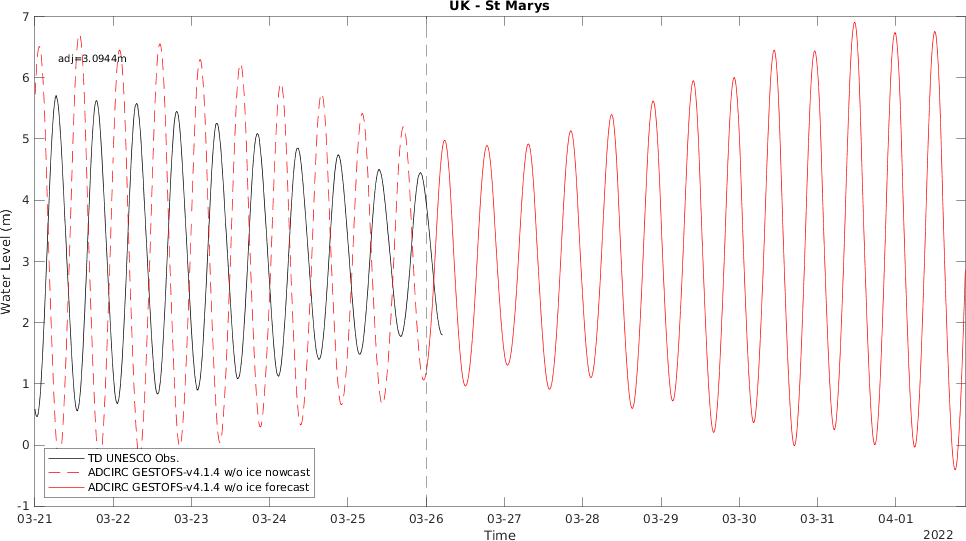 UK - St Marys
adj=3.0944m
Water Level (m)
7
6
5
4
3
2
1
0
-1
TD UNESCO Obs.
ADCIRC GESTOFS-v4.1.4 w/o ice nowcast
ADCIRC GESTOFS-v4.1.4 w/o ice forecast
03-21 03-22 03-23 03-24 03-25 03-26 03-27 03-28 03-29 03-30 03-31 04-01
Time
2022